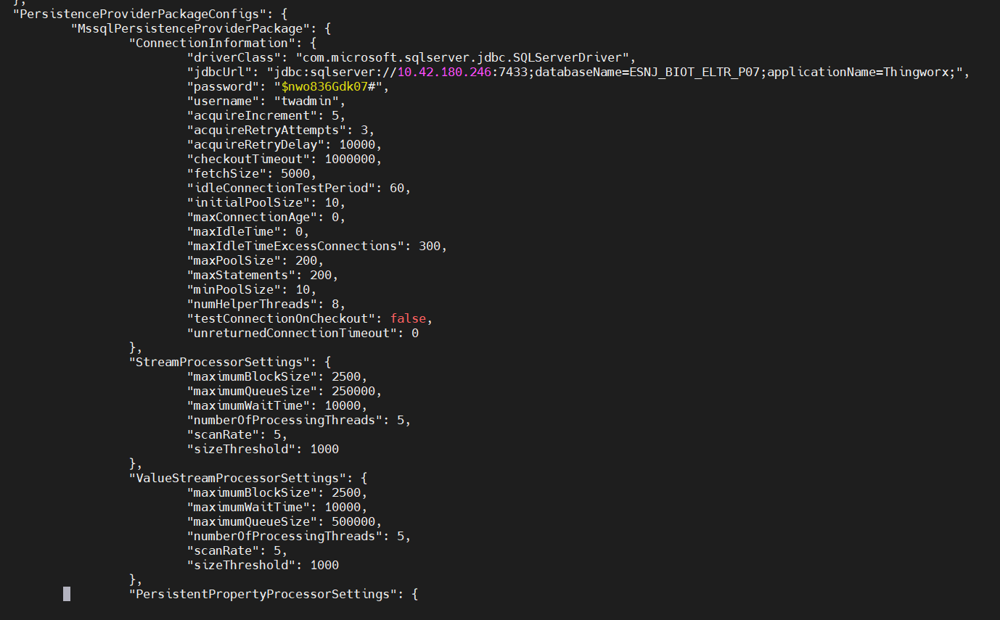 },
"PersistenceProviderPackageConfigs": {
"MssqlPersistenceProviderPackage": {
"ConnectionInformation": {
"driverClass": "com.microsoft.sqlserver.jdbc.SQLServerDriver",
"jdbcUrl": "jdbc:sqlserver://10.42.180.246:7433;databaseName=ESNJ_BIOT_ELTR_P07;applicationName=Thingworx;",
"password": "$nwo836Gdk07#",
"username": "twadmin",
"acquireIncrement": 5,
"acquireRetryAttempts": 3,
"acquireRetryDelay": 10000,
"checkoutTimeout": 1000000,
"fetchSize": 5000,
"idleConnectionTestPeriod": 60,
"initialPoolSize": 10,
"maxConnectionAge": 0,
"maxIdleTime": 0,
"maxIdleTimeExcessConnections": 300,
"maxPoolSize": 200,
"maxStatements": 200,
"minPoolSize": 10,
"numHelperThreads": 8,
"testConnectionOnCheckout": false,
"unreturnedConnectionTimeout": 0
},
"StreamProcessorSettings": {
"maximumBlockSize": 2500,
"maximumQueueSize": 250000,
"maximumWaitTime": 10000,
"numberOfProcessingThreads": 5,
"scanRate": 5,
"sizeThreshold": 1000
},
"ValueStreamProcessorSettings": {
"maximumBlockSize": 2500,
"maximumWaitTime": 10000,
"maximumQueueSize": 500000,
"numberOfProcessingThreads": 5,
"scanRate": 5,
"sizeThreshold": 1000
},
"PersistentPropertyProcessorSettings": {